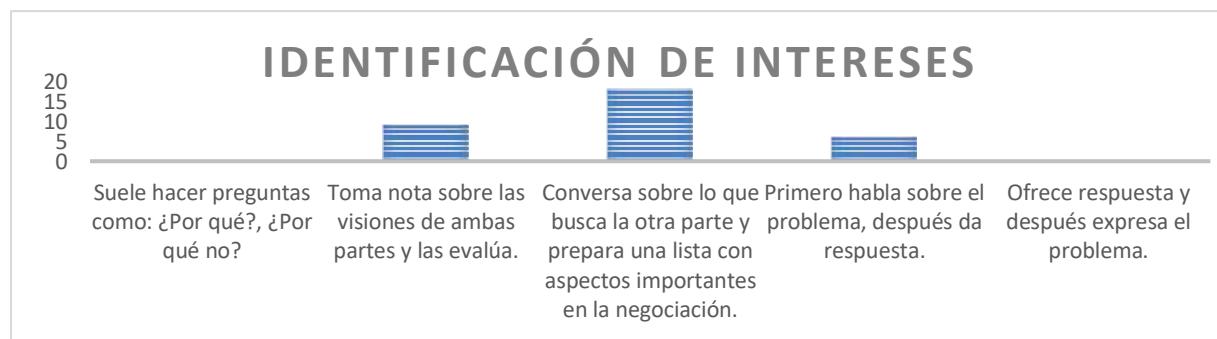 IDENTIFICACIÓN DE INTERESES
20
15
10
5
0
Suele hacer preguntas
como: ¿Por qué?, ¿Por
qué no?
Toma nota sobre las
visiones de ambas
partes y las evalúa.
Conversa sobre lo que
busca la otra parte y
prepara una lista con
aspectos importantes
en la negociación.
Primero habla sobre el
problema, después da
respuesta.
Ofrece respuesta y
después expresa el
problema.